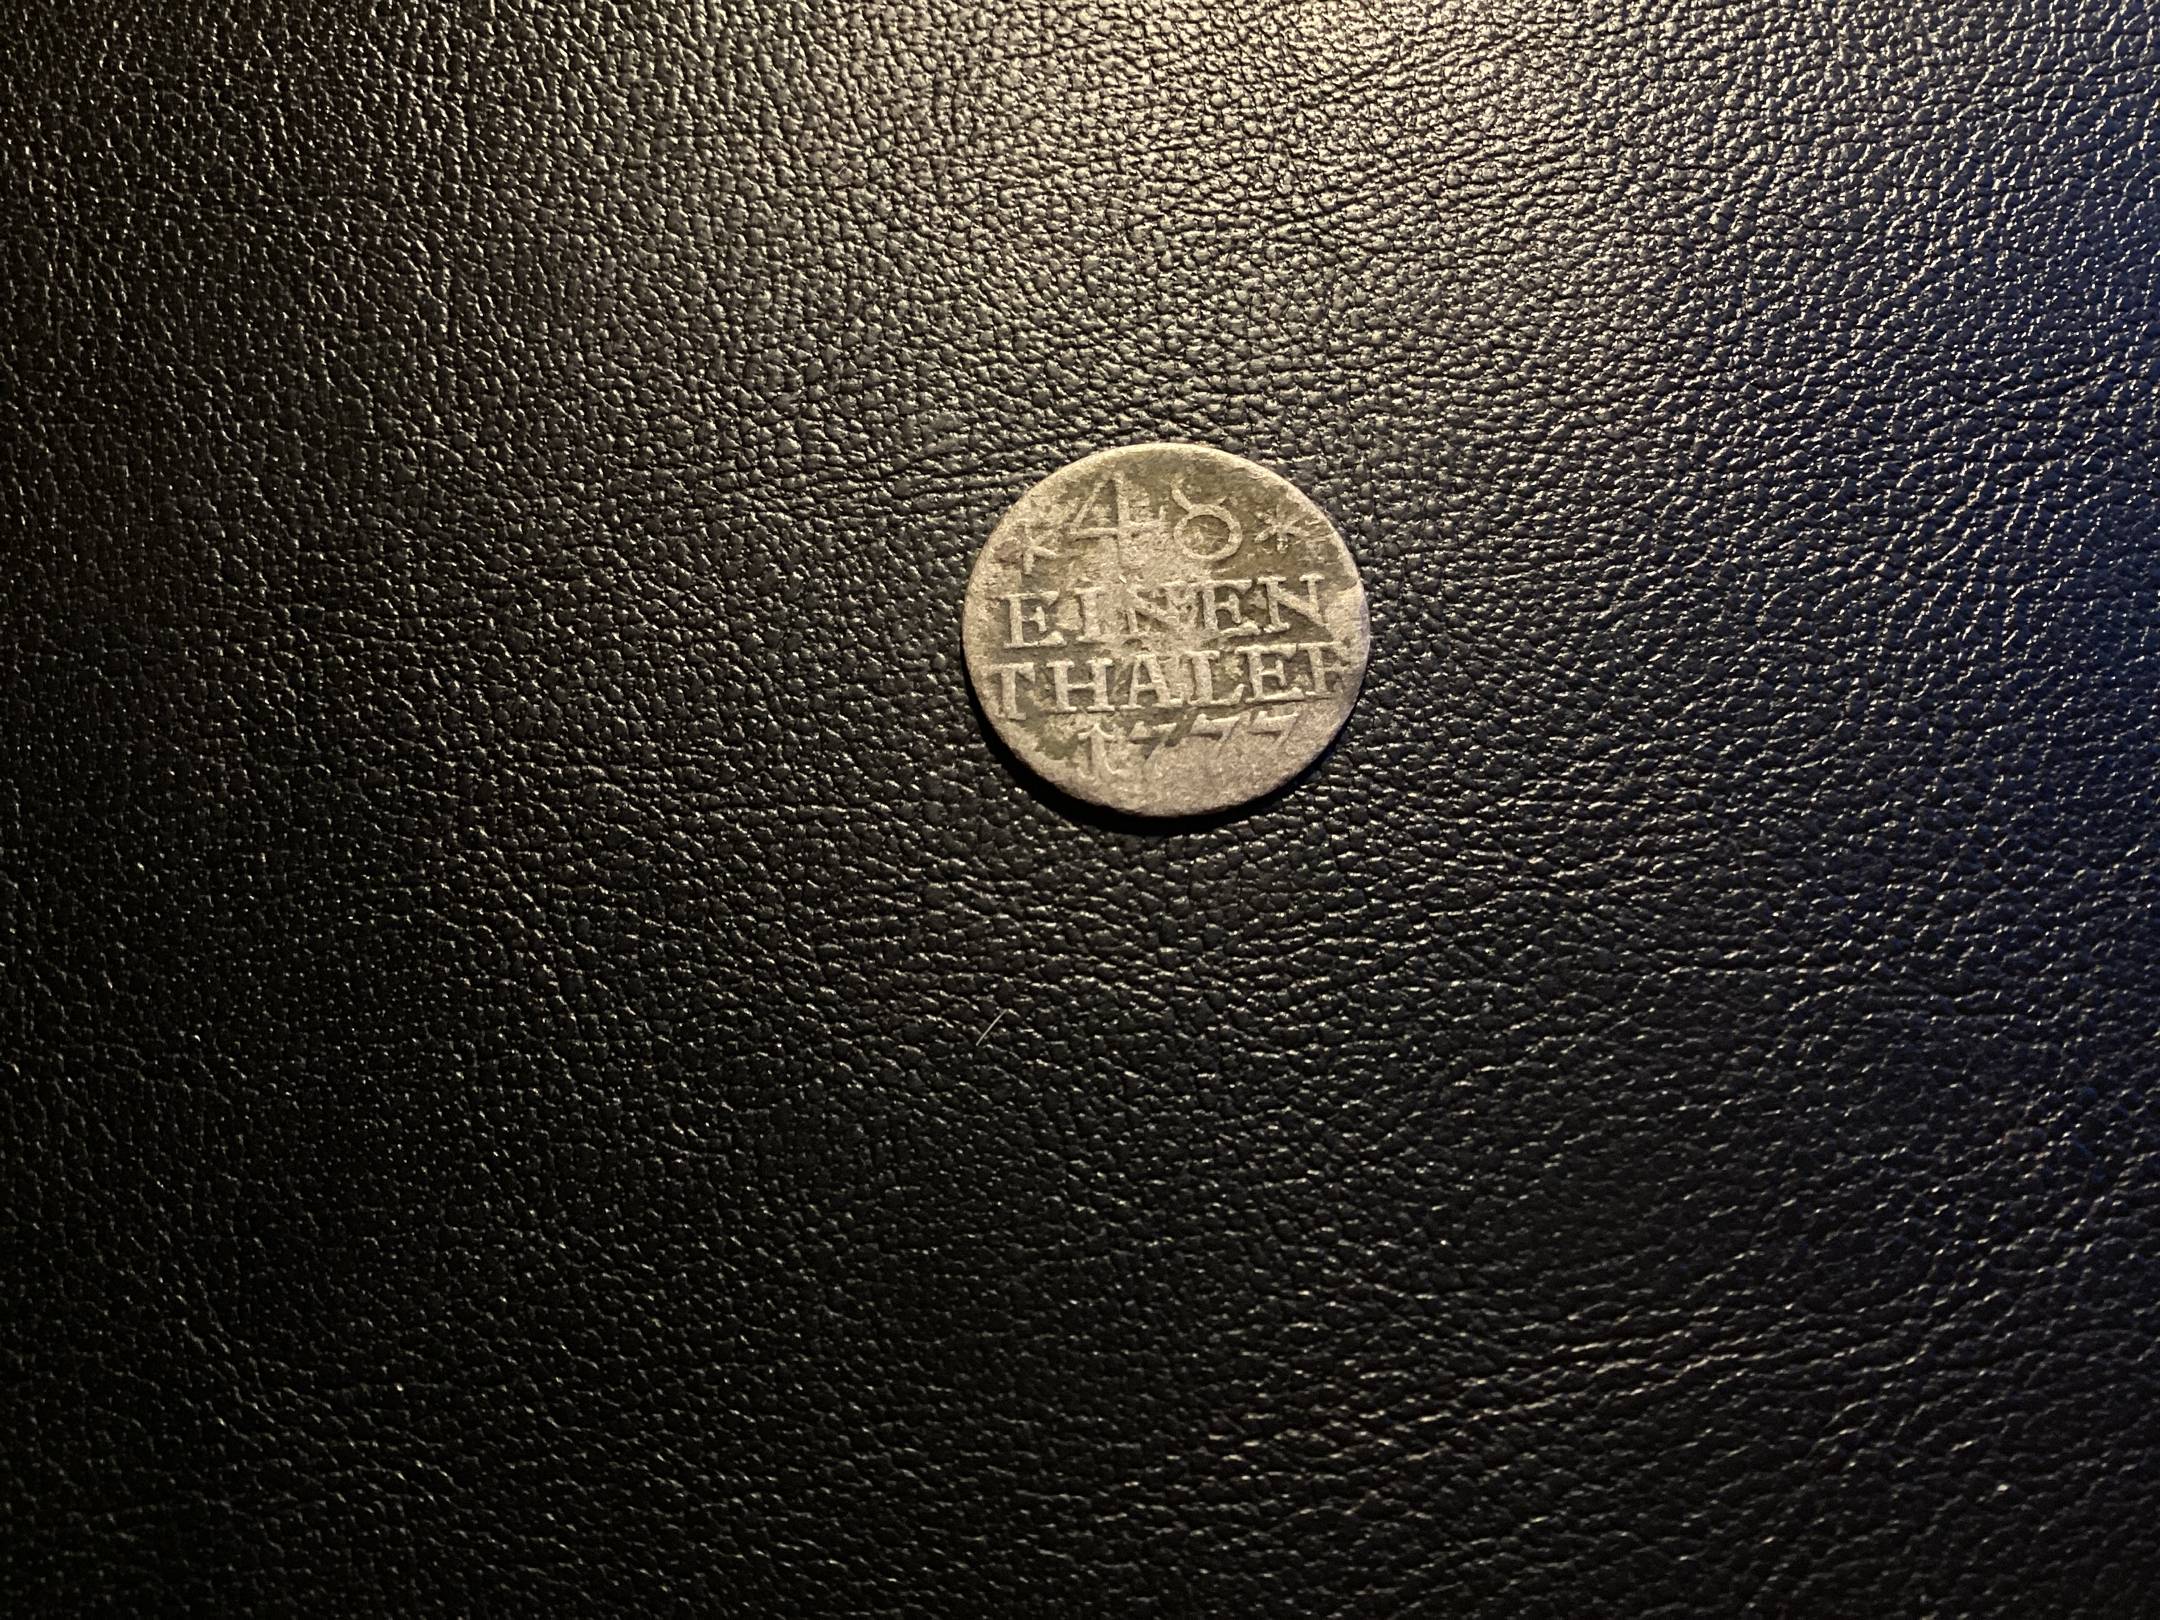 * 48 *
EINEN
THALER
1777